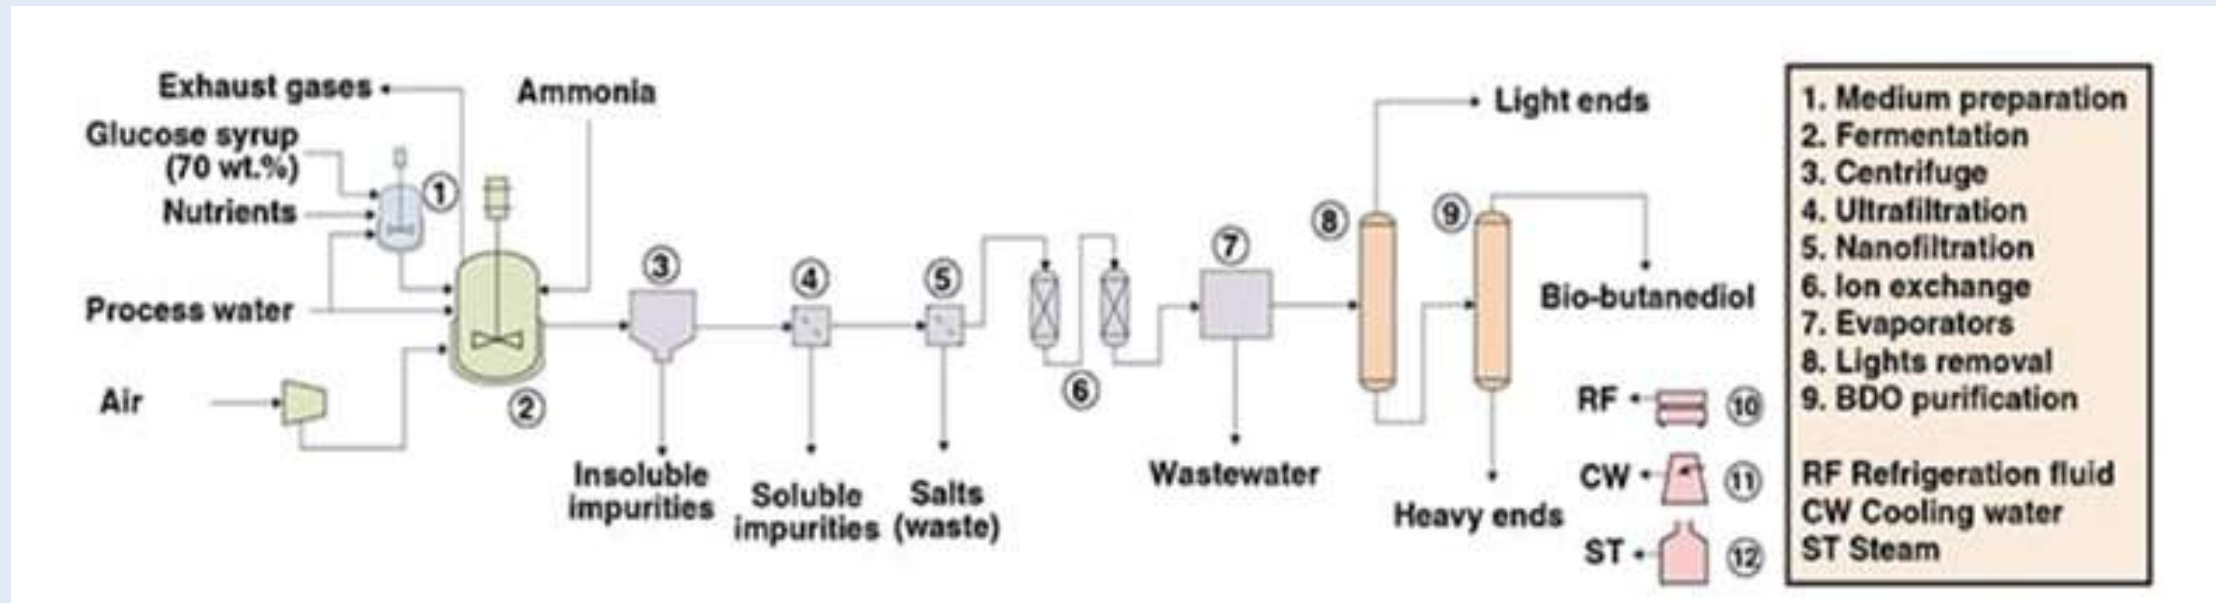 Exhaust gases
Ammonia
Glucose syrup
(70 wt.%)
Nutrients
Process water
Air
1
2
3
4
5
6
7
8
9
Insoluble
impurities
Soluble
impurities
Salts
(waste)
Wastewater
Light ends
Bio-butanediol
Heavy ends
RF
10
CW
11
ST
12
1. Medium preparation
2. Fermentation
3. Centrifuge
4. Ultrafiltration
5. Nanofiltration
6. Ion exchange
7. Evaporators
8. Lights removal
9. BDO purification
RF Refrigeration fluid
CW Cooling water
ST Steam